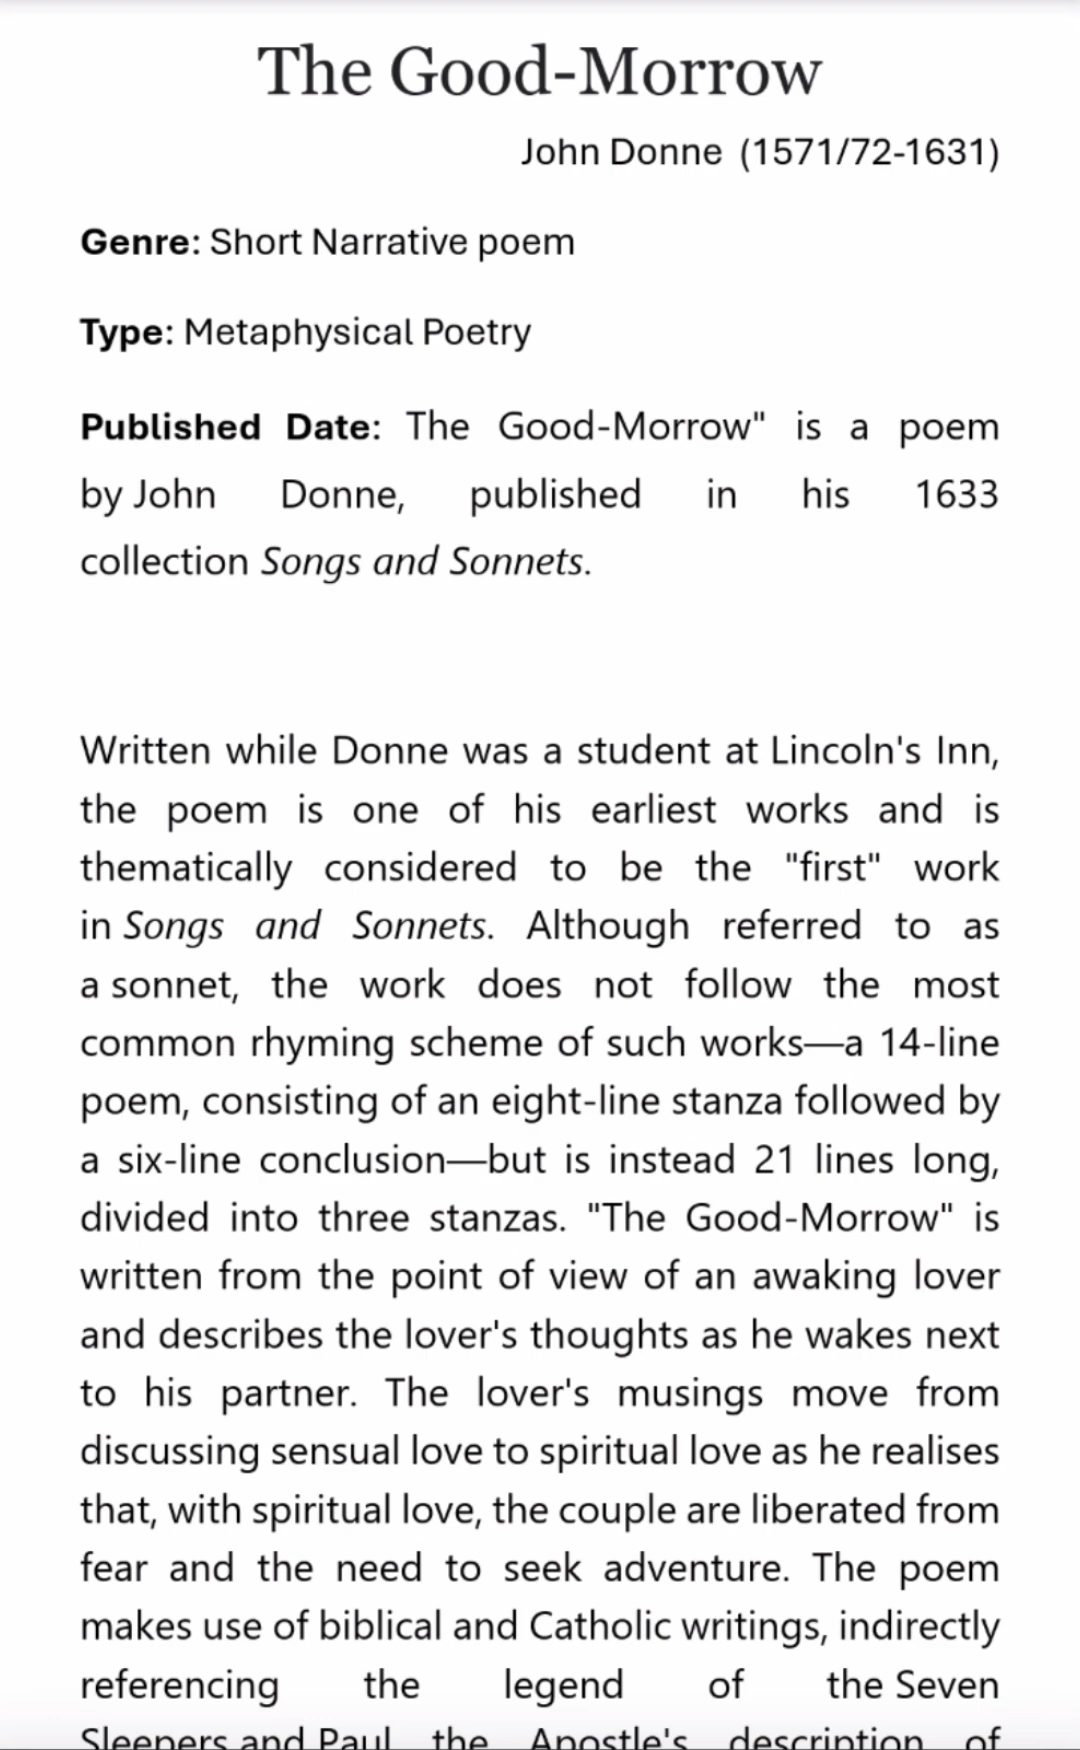 The Good-Morrow
John Donne (1571/72-1631)
Genre: Short Narrative poem
Type: Metaphysical Poetry
Published Date: The Good-Morrow" is a poem
by John Donne, published in his 1633
collection Songs and Sonnets.
Written while Donne was a student at Lincoln's Inn,
the poem is one of his earliest works and is
thematically considered to be the "first" work
in Songs and Sonnets. Although referred to as
a sonnet, the work does not follow the most
common rhyming scheme of such works—a 14-line
poem, consisting of an eight-line stanza followed by
a six-line conclusion—but is instead 21 lines long,
divided into three stanzas. "The Good-Morrow" is
written from the point of view of an awaking lover
and describes the lover's thoughts as he wakes next
to his partner. The lover's musings move from
discussing sensual love to spiritual love as he realises
that, with spiritual love, the couple are liberated from
fear and the need to seek adventure. The poem
makes use of biblical and Catholic writings, indirectly
referencing the legend of the Seven
Sleepers and Paul the Apostle's description of